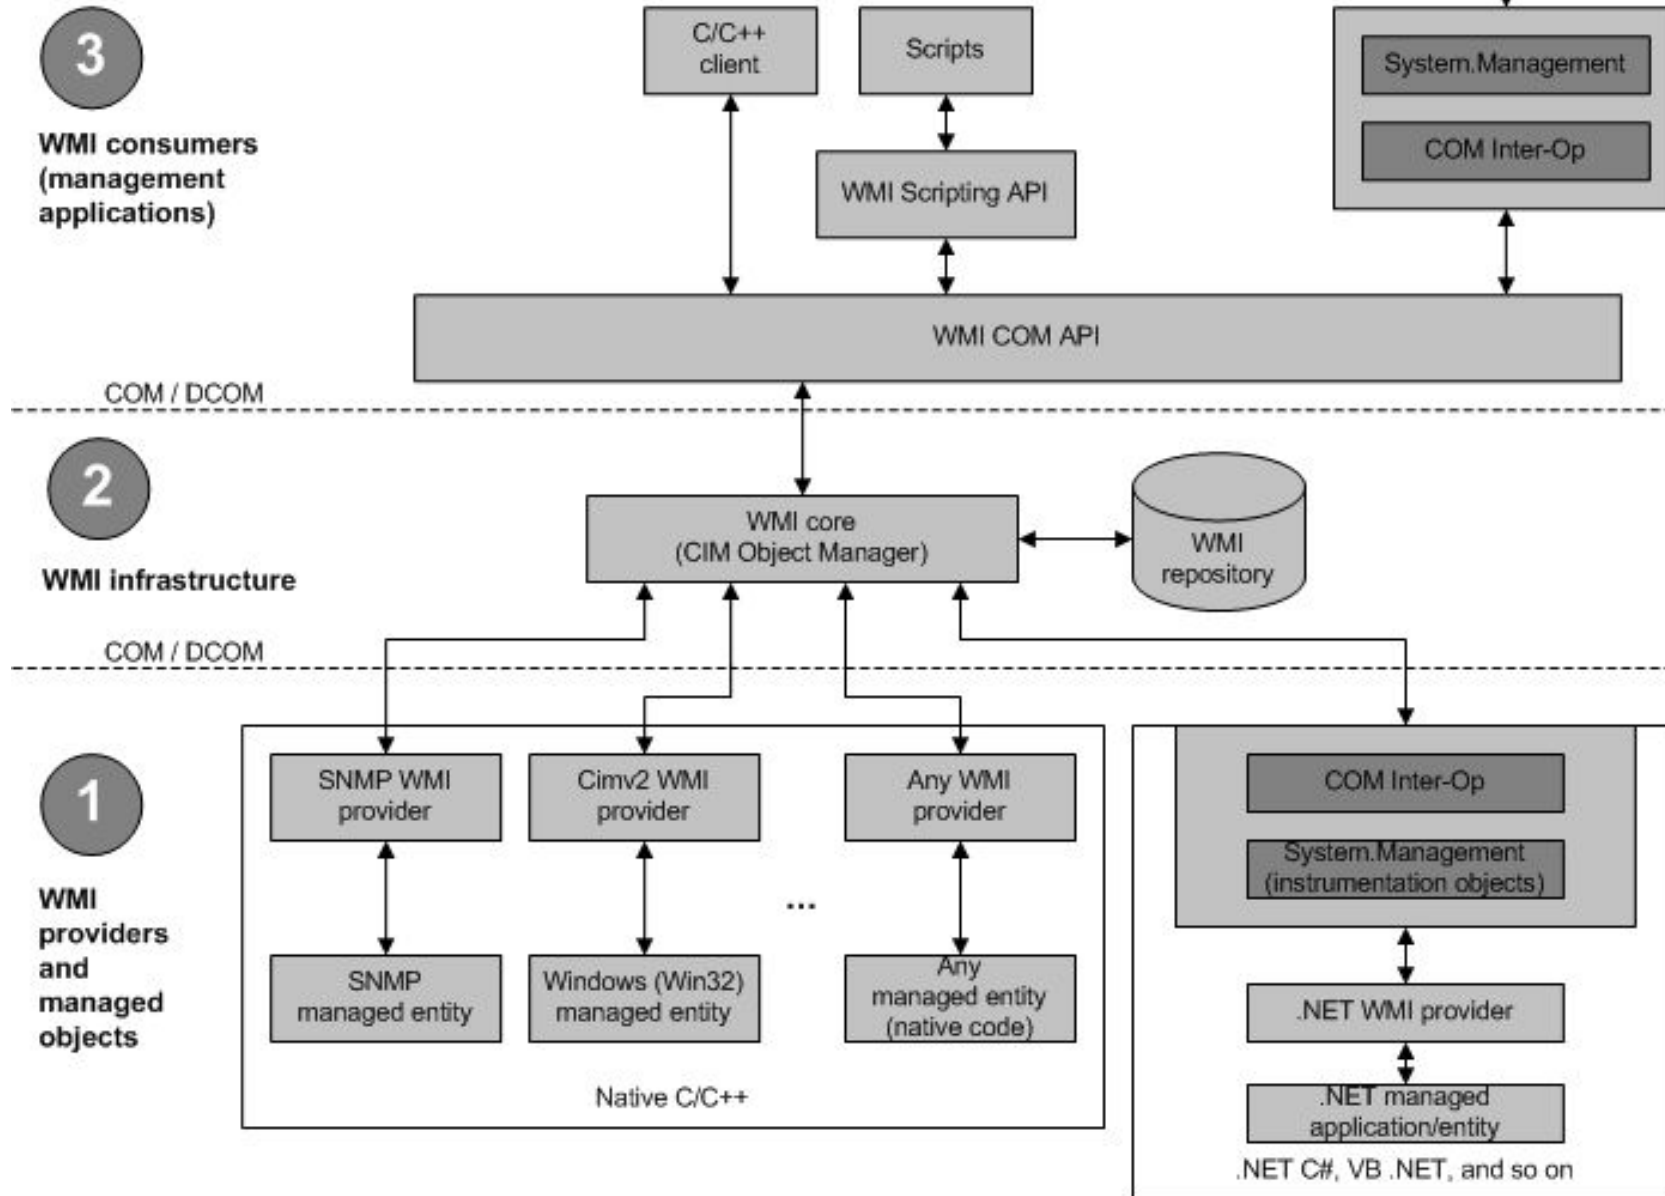 3
WMI consumers
(management
applications)
C/C++
client
Scripts
System.Management
COM Inter-Op
WMI Scripting API
WMI COM API
COM / DCOM
2
WMI infrastructure
WMI core
(CIM Object Manager)
WMI
repository
COM / DCOM
1
WMI
providers
and
managed
objects
SNMP WMI
provider
Cimv2 WMI
provider
Any WMI
provider
...
SNMP
managed entity
Windows (Win32)
managed entity
Any
managed entity
(native code)
Native C/C++
COM Inter-Op
System.Management
(instrumentation objects)
.NET WMI provider
.NET managed
application/entity
.NET C#, VB .NET, and so on